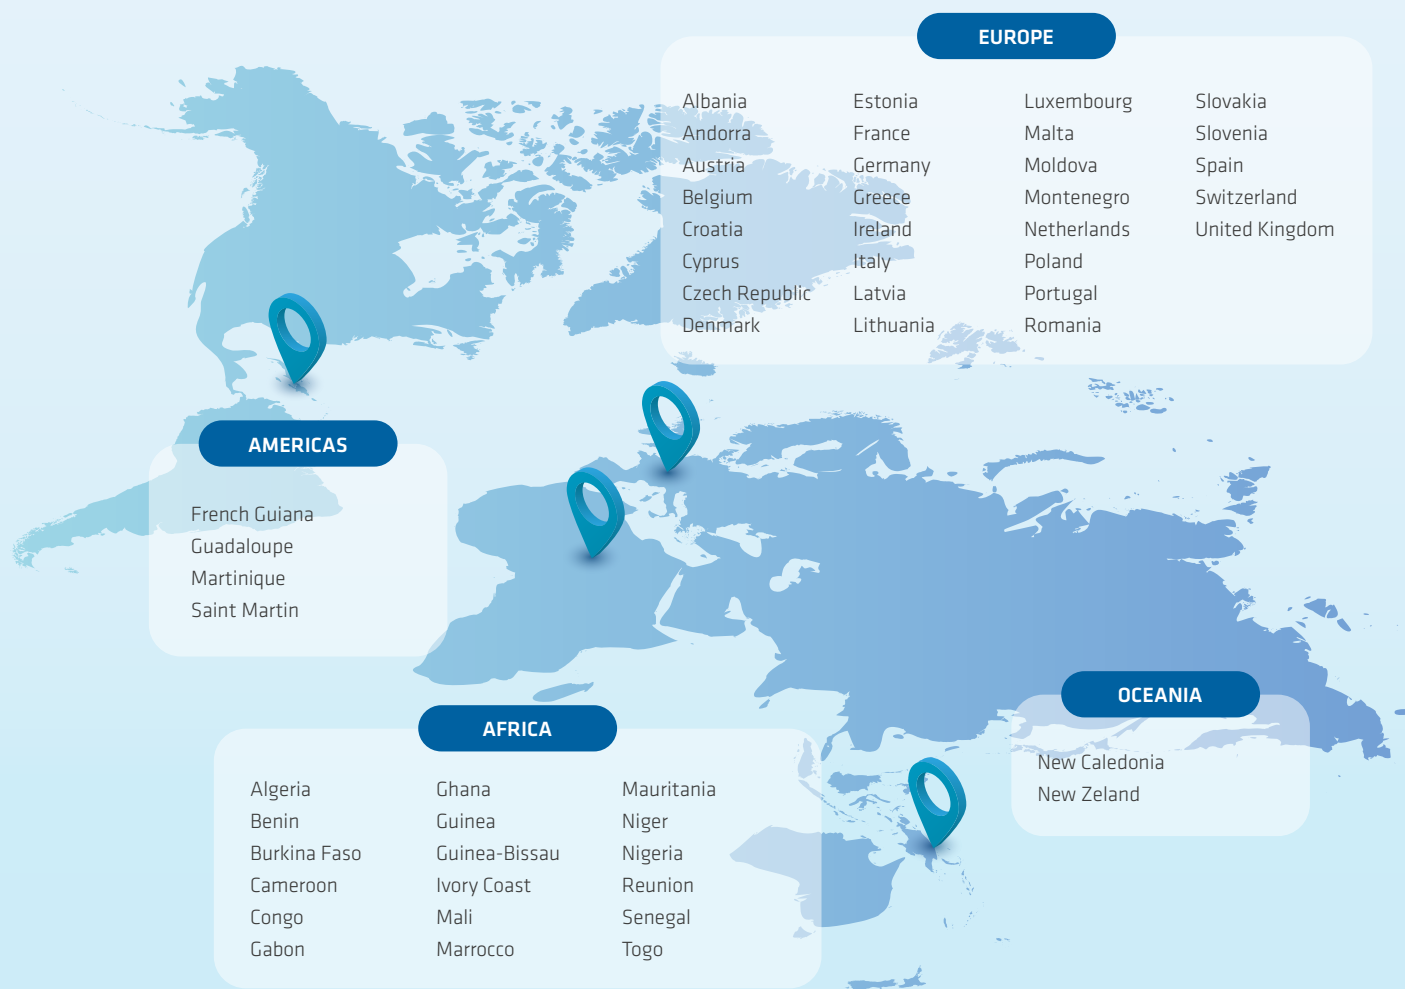 EUROPE
Albania
Andorra
Austria
Belgium
Croatia
Cyprus
Czech Republic
Denmark
Estonia
France
Germany
Greece
Ireland
Italy
Latvia
Lithuania
Luxembourg
Malta
Moldova
Montenegro
Netherlands
Poland
Portugal
Romania
Slovakia
Slovenia
Spain
Switzerland
United Kingdom
AMERICAS
French Guiana
Guadaloupe
Martinique
Saint Martin
AFRICA
Algeria
Benin
Burkina Faso
Cameroon
Congo
Gabon
Ghana
Guinea
Guinea-Bissau
Ivory Coast
Mali
Marrocco
Mauritania
Niger
Nigeria
Reunion
Senegal
Togo
OCEANIA
New Caledonia
New Zeland